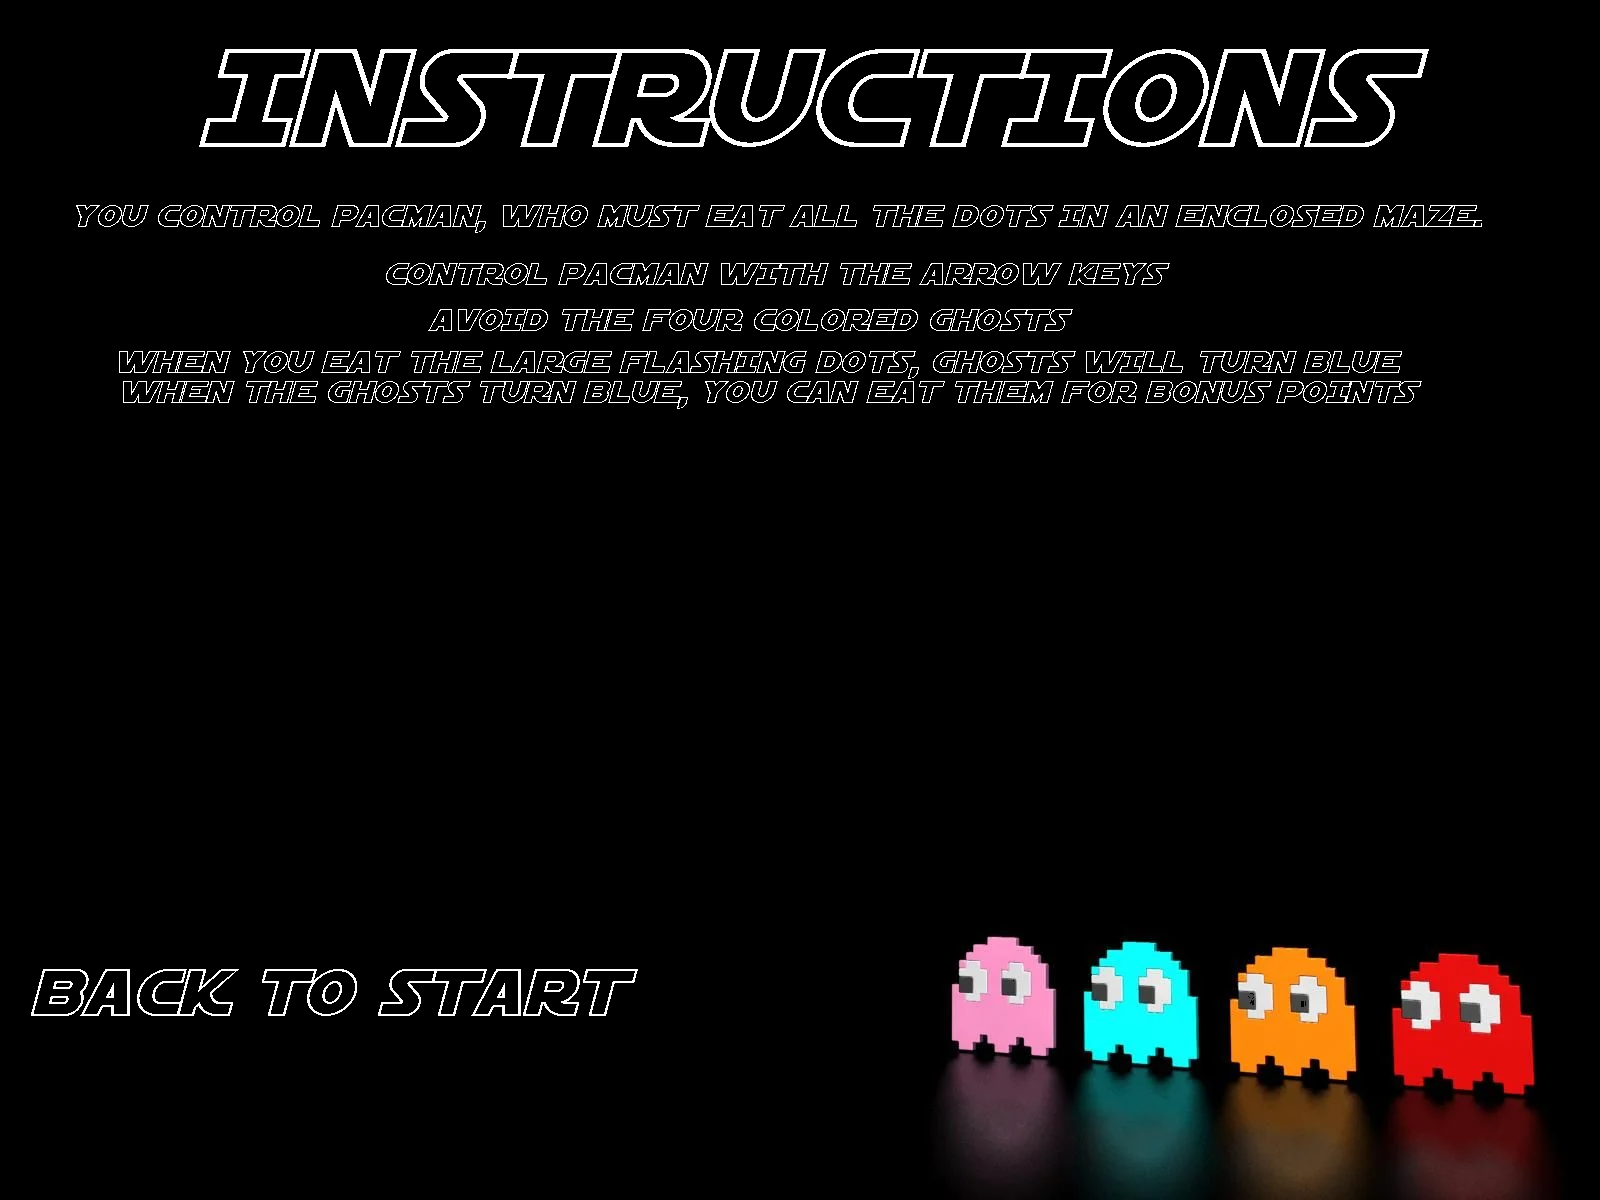 INSTRUCTIONS
YOU CONTROL PACMAN, WHO MUST EAT ALL THE DOTS IN AN ENCLOSED MAZE.
CONTROL PACMAN WITH THE ARROW KEYS
AVOID THE FOUR COLORED GHOSTS
WHEN YOU EAT THE LARGE FLASHING DOTS, GHOSTS WILL TURN BLUE
WHEN THE GHOSTS TURN BLUE, YOU CAN EAT THEM FOR BONUS POINTS
BACK TO START